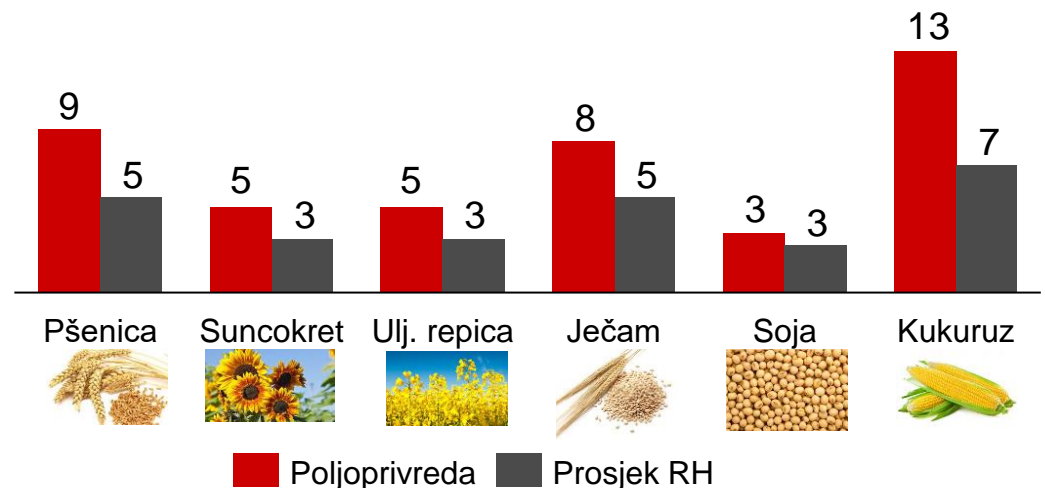 13
9
8
7
5
5
5
5
3
3
3
3
Pšenica
Suncokret
Ulj. repica
Ječam
Soja
Kukuruz
Poljoprivreda
Prosjek RH